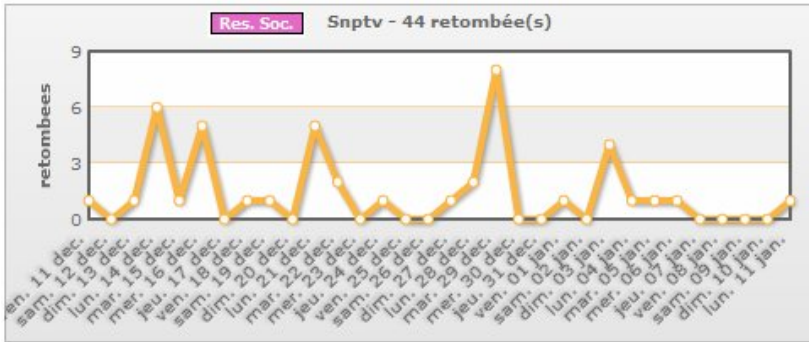 Res. Soc.
Snptv - 44 retombée(s)
retombees
9
6
3
0
en. 11 dec.
sam. 12 dec.
dim. 13 dec.
lun. 14 dec.
mar. 15 dec.
mer. 16 dec.
jeu. 17 dec.
ven. 18 dec.
sam. 19 dec.
dim. 20 dec.
lun. 21 dec.
mar. 22 dec.
mer. 23 dec.
jeu. 24 dec.
ven. 25 dec.
sam. 26 dec.
dim. 27 dec.
lun. 28 dec.
mar. 29 dec.
mer. 30 dec.
jeu. 31 dec.
ven. 01 jan.
sam. 02 jan.
dim. 03 jan.
lun. 04 jan.
mar. 05 jan.
mer. 06 jan.
jeu. 07 jan.
ven. 08 jan.
sam. 09 jan.
dim. 10 jan.
lun. 11 jan.